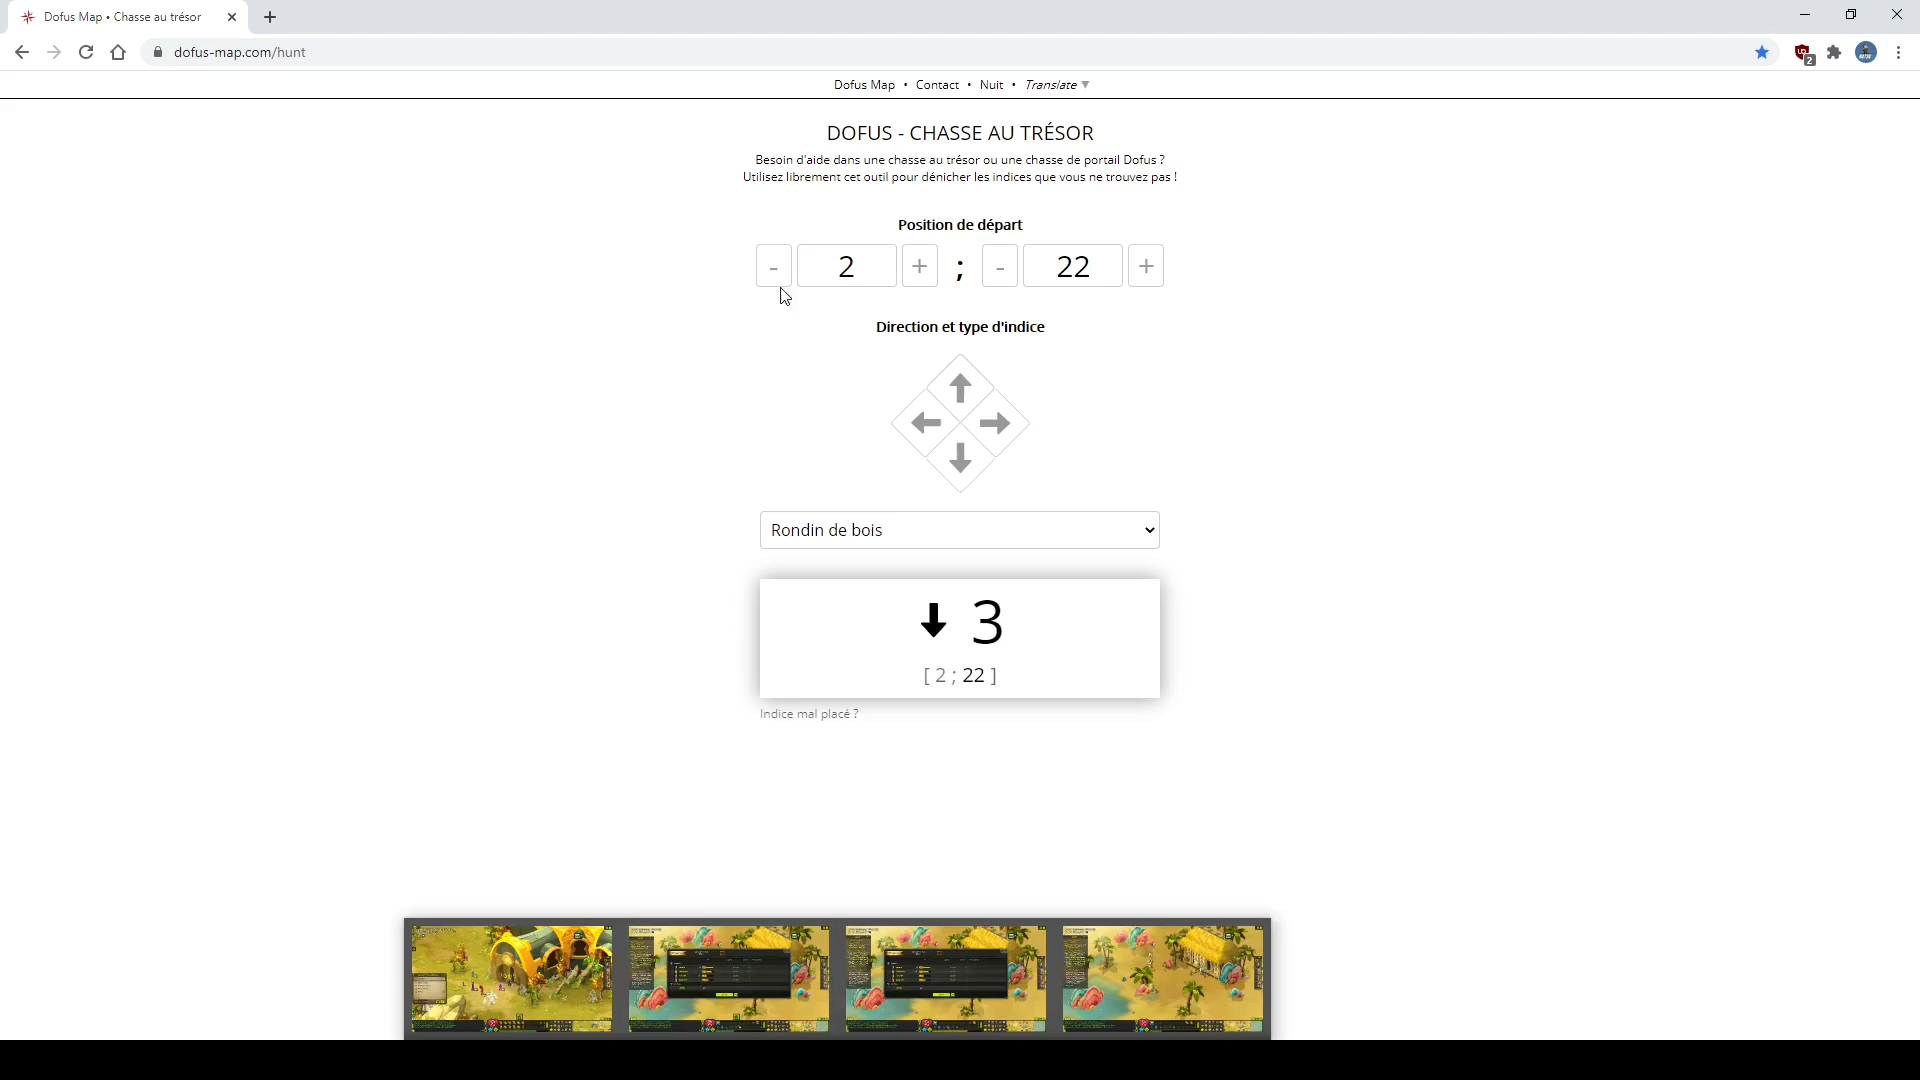 Dofus Map • Chasse au trésor
dofus-map.com/hunt
2
Dofus Map • Contact • Nuit • Translate ▼
DOFUS - CHASSE AU TRÉSOR
Besoin d'aide dans une chasse au trésor ou une chasse de portail Dofus ?
Utilisez librement cet outil pour dénicher les indices que vous ne trouvez pas !
Position de départ
- 2 + ; - 22 +
Direction et type d'indice
Rondin de bois
3
[ 2 ; 22 ]
Indice mal placé ?